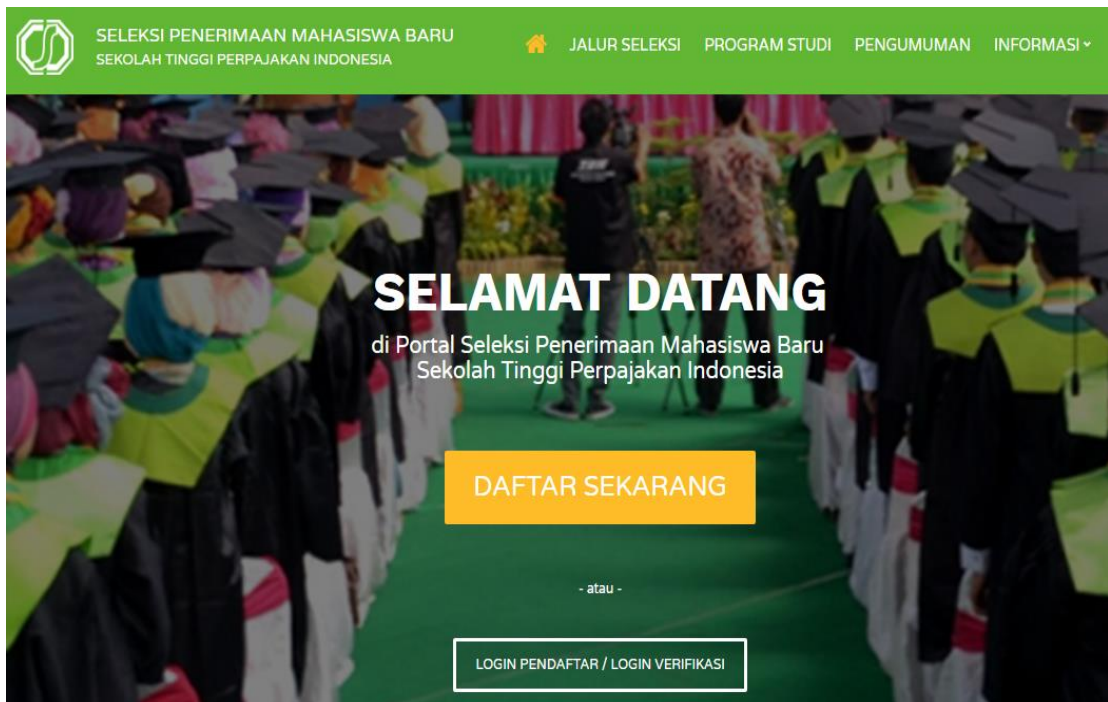 SELEKSI PENERIMAAN MAHASISWA BARU
SEKOLAH TINGGI PERPAJAKAN INDONESIA
JALUR SELEKSI PROGRAM STUDI PENGUMUMAN INFORMASI
SELAMAT DATANG
di Portal Seleksi Penerimaan Mahasiswa Baru
Sekolah Tinggi Perpajakan Indonesia
DAFTAR SEKARANG
- atau -
LOGIN PENDAFTAR / LOGIN VERIFIKASI